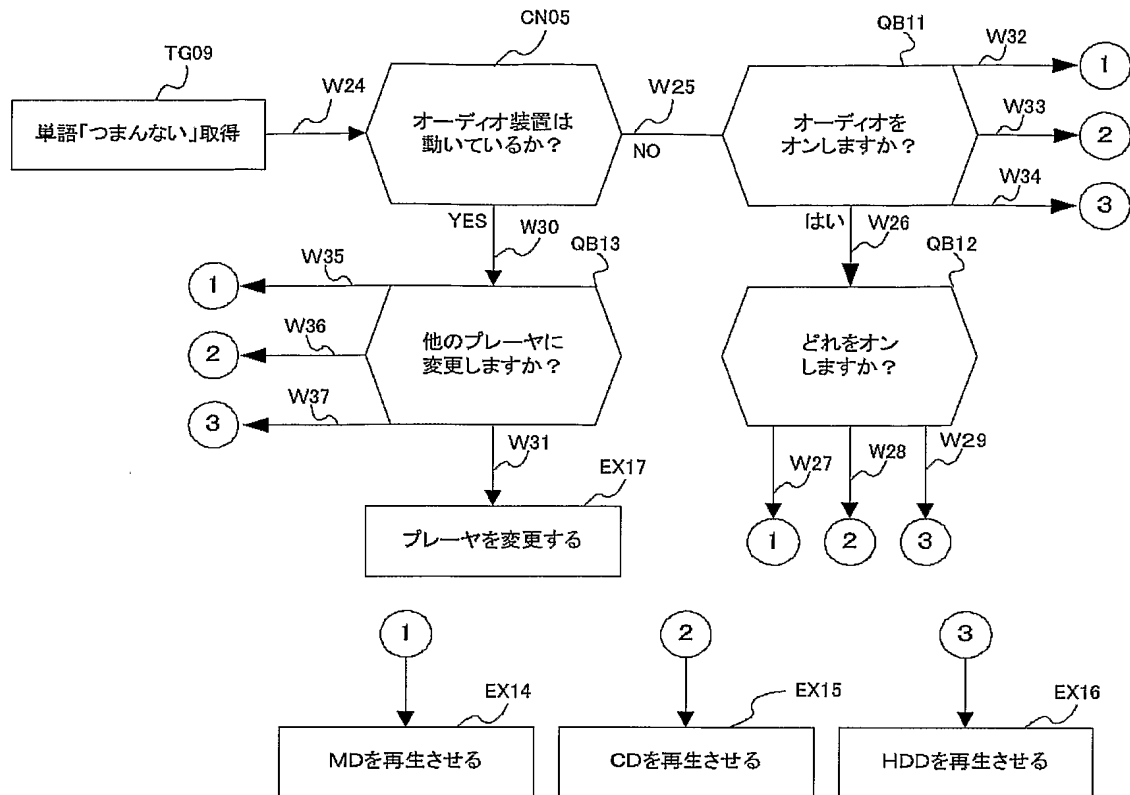 CN05
QB11
TG09
W24
W25
W32
W33
W34
単語「つまんない」取得
オーディオ装置は
動いているか？
NO
オーディオを
オンしますか？
1
2
3
YES
W30
はい
W26
QB13
QB12
W35
W36
W37
1
2
3
他のプレーヤに
変更しますか？
どれをオン
しますか？
W31
W27
W28
W29
EX17
プレーヤを変更する
1
2
3
1
2
3
EX14
EX15
EX16
MDを再生させる
CDを再生させる
HDDを再生させる